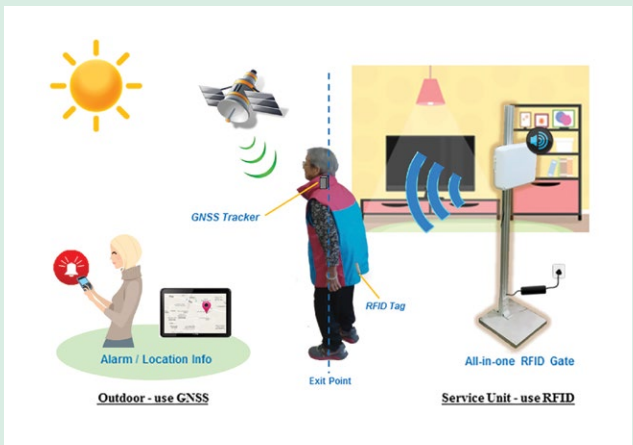 GNSS Tracker
RFID Tag
Alarm / Location Info
All-in-one RFID Gate
Exit Point
Outdoor - use GNSS
Service Unit - use RFID